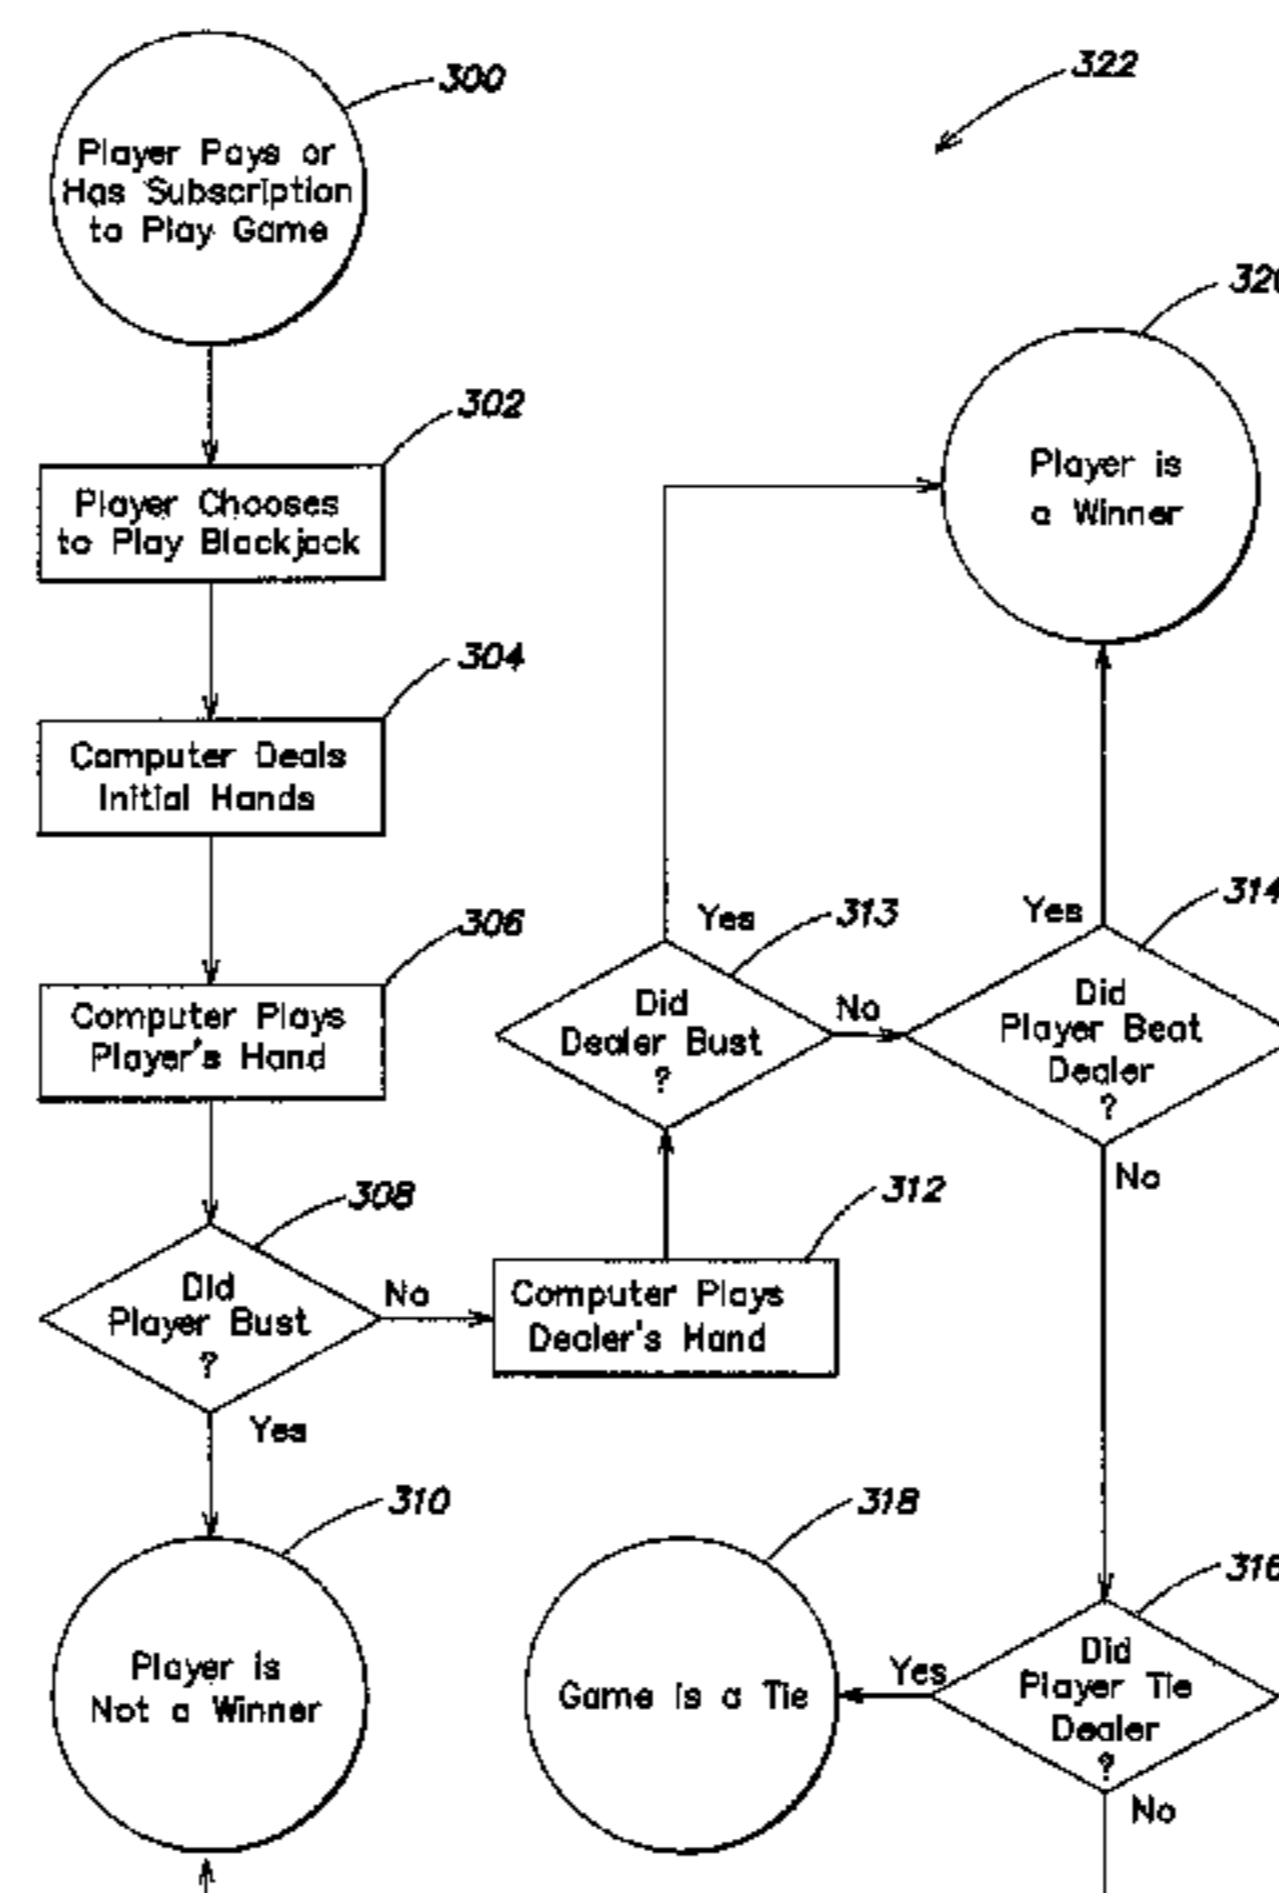 300
Player Pays or
Has Subscription
to Play Game
302
Player Chooses
to Play Blackjack
304
Computer Deals
Initial Hands
306
Computer Plays
Player's Hand
308
Did
Player Bust
?
No
Yes
310
Player is
Not a Winner
312
Computer Plays
Dealer's Hand
313
Did
Dealer Bust
?
Yes
No
314
Did
Player Beat
Dealer
?
Yes
No
322
Player is
a Winner
316
Did
Player Tie
Dealer
?
Yes
No
318
Game is a Tie